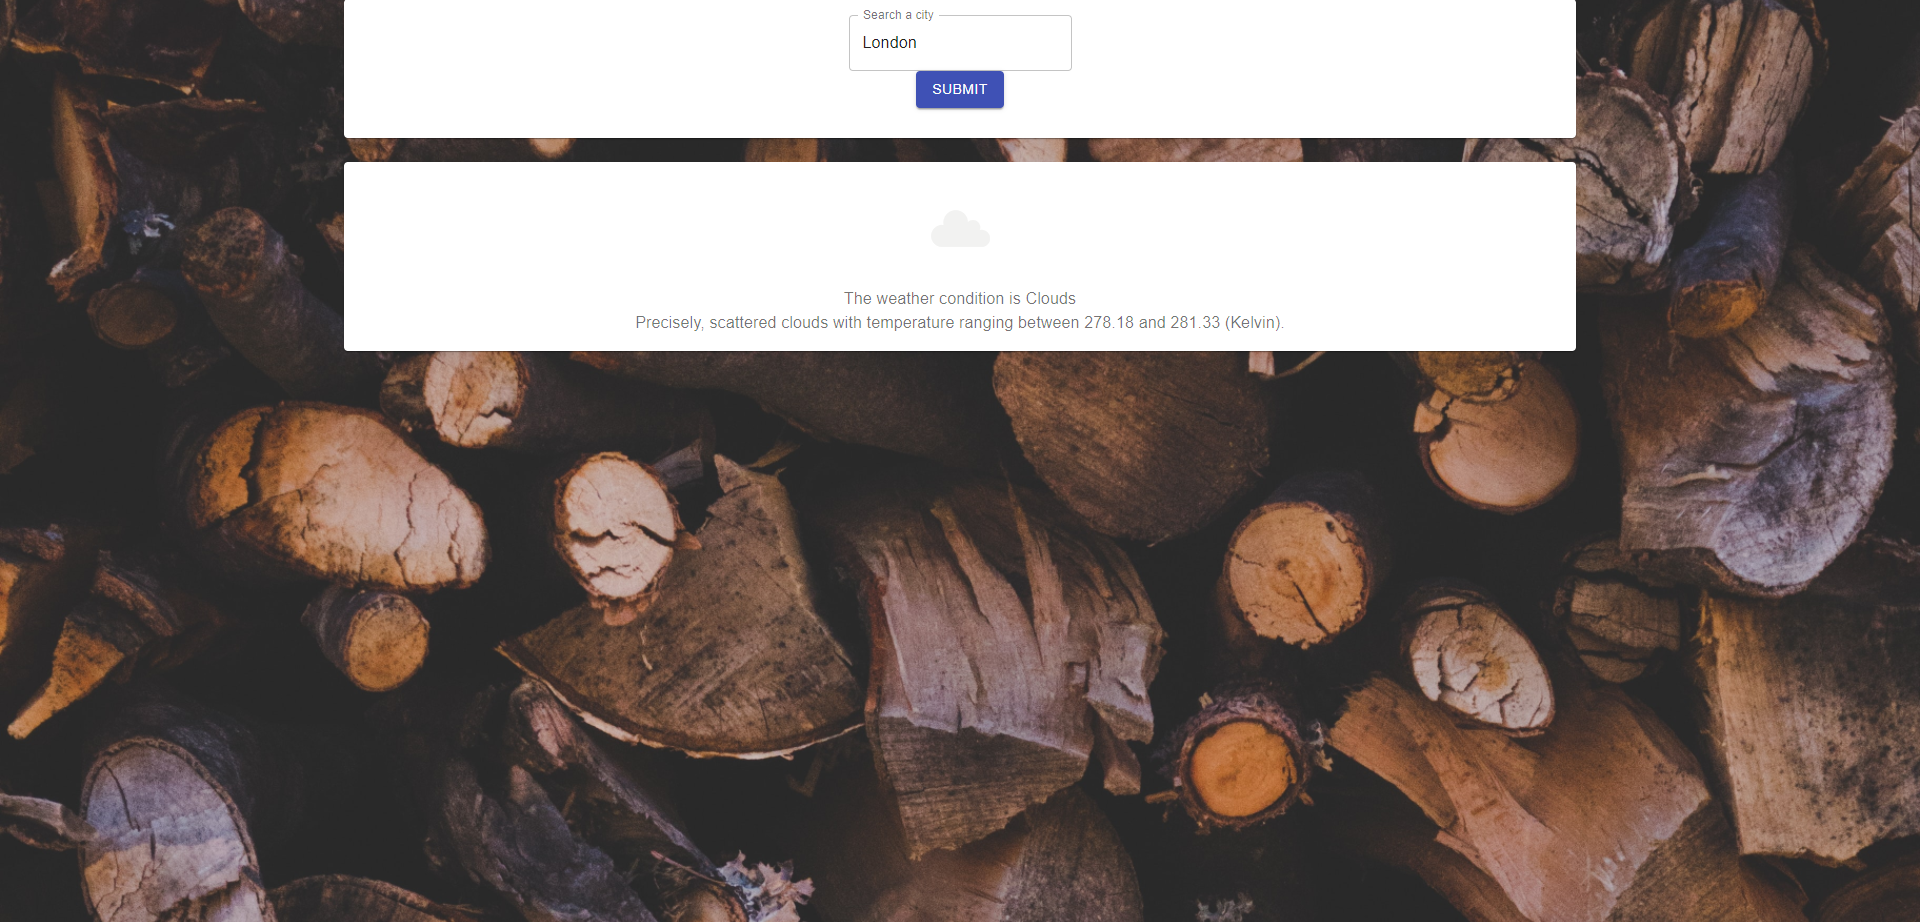 Search a city
London
SUBMIT
The weather condition is Clouds
Precisely, scattered clouds with temperature ranging between 278.18 and 281.33 (Kelvin).